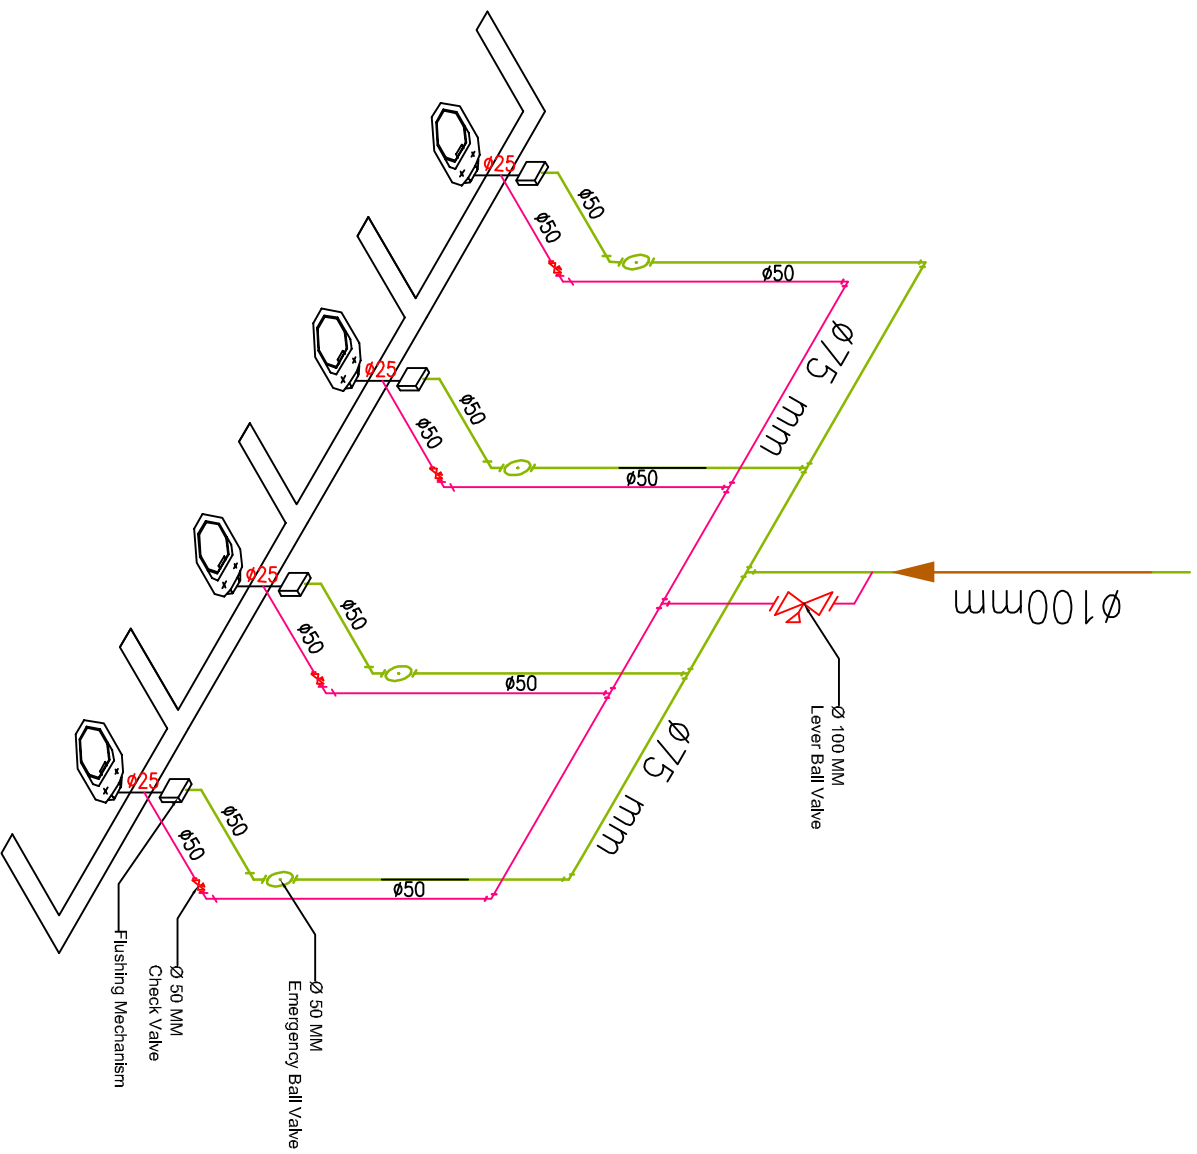 ø25
ø50
ø50
ø50
ø75 mm
ø25
ø50
ø50
ø50
ø100mm
ø25
ø50
ø50
ø50
ø75 mm
Ø 100 MM
Lever Ball Valve
ø25
ø50
ø50
ø50
Flushing Mechanism
Ø 50 MM
Check Valve
Ø 50 MM
Emergency Ball Valve